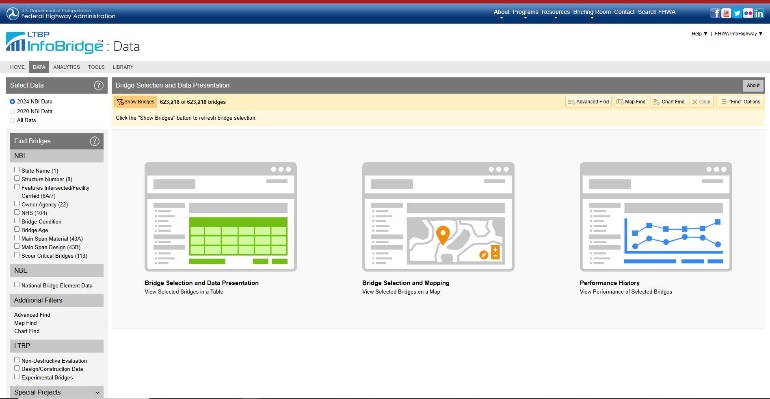 U.S. Department of Transportation
Federal Highway Administration
About Programs Resources Briefing Room Contact Search FHWA
LTBP
InfoBridge™ : Data
Help ▼ | FHWA InfoHighway ▼
HOME DATA ANALYTICS TOOLS LIBRARY
Select Data ?
2024 NBI Data
2020 NBI Data
All Data
Find Bridges ?
NBI
State Name (1)
Structure Number (8)
Features Intersected/Facility
Carried (6A/7)
Owner Agency (22)
NHS (104)
Bridge Condition
Bridge Age
Main Span Material (43A)
Main Span Design (43B)
Scour Critical Bridges (113)
NBE
National Bridge Element Data
Additional Filters
Advanced Find
Map Find
Chart Find
LTBP
Non-Destructive Evaluation
Design/Construction Data
Experimental Bridges
Special Projects
Bridge Selection and Data Presentation About
Show Bridges 623,218 of 623,218 bridges Advanced Find Map Find Chart Find Clear "Find" Options
Click the "Show Bridges" button to refresh bridge selection.
Bridge Selection and Data Presentation
View Selected Bridges in a Table
Bridge Selection and Mapping
View Selected Bridges on a Map
Performance History
View Performance of Selected Bridges